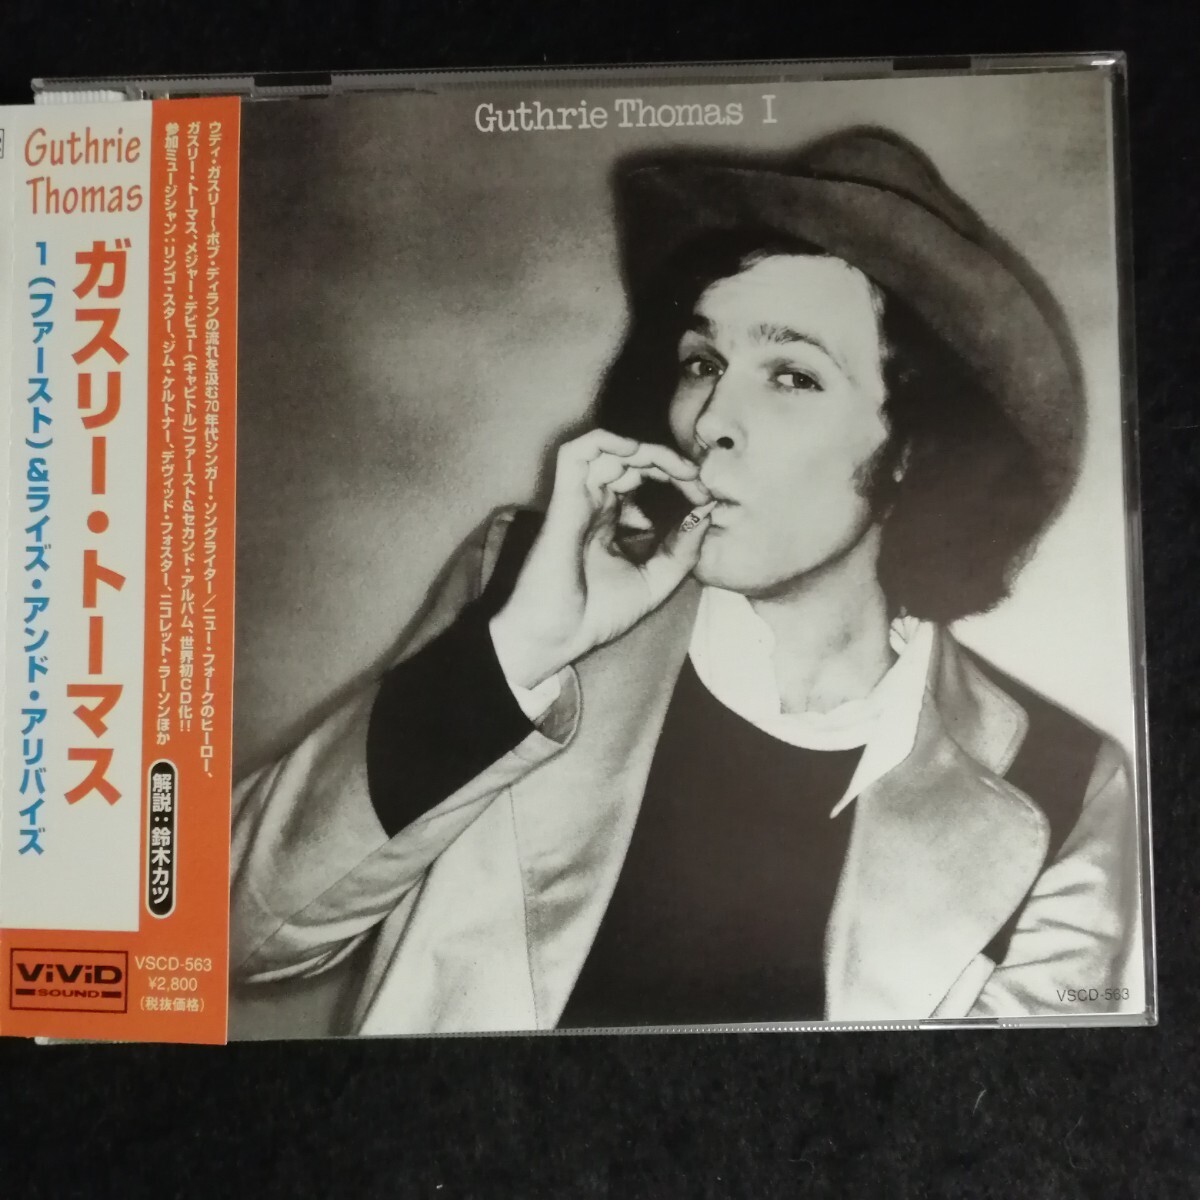 Guthrie Thomas I
Guthrie
Thomas
ガスリー・トーマス
1(ファースト)&ライズ・アンド・アリバイズ
ウディ・ガスリー〜ボブ・ディランの流れを汲む70年代シンガー・ソングライター/ニュー・フォークのヒーロー、
ガスリー・トーマス、メジャー・デビュー(キャピトル)ファースト&セカンド・アルバム、世界初CD化!!
参加ミュージシャン:リンゴ・スター、ジム・ケルトナー、デヴィッド・フォスター、ニコレット・ラーソンほか
解説:鈴木カツ
ViViD
SOUND
VSCD-563
¥2,800
(税抜価格)
VSCD-563